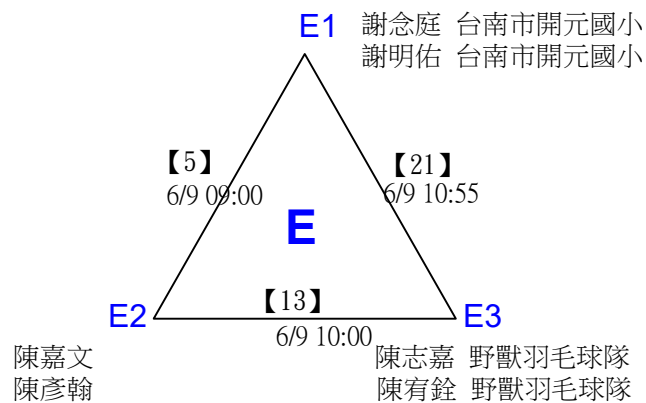 E1 謝念庭 台南市開元國小
謝明佑 台南市開元國小
【5】
6/9 09:00
【21】
6/9 10:55
E
【13】
6/9 10:00
E2
E3
陳嘉文
陳彥翰
陳志嘉 野獸羽毛球隊
陳宥銓 野獸羽毛球隊